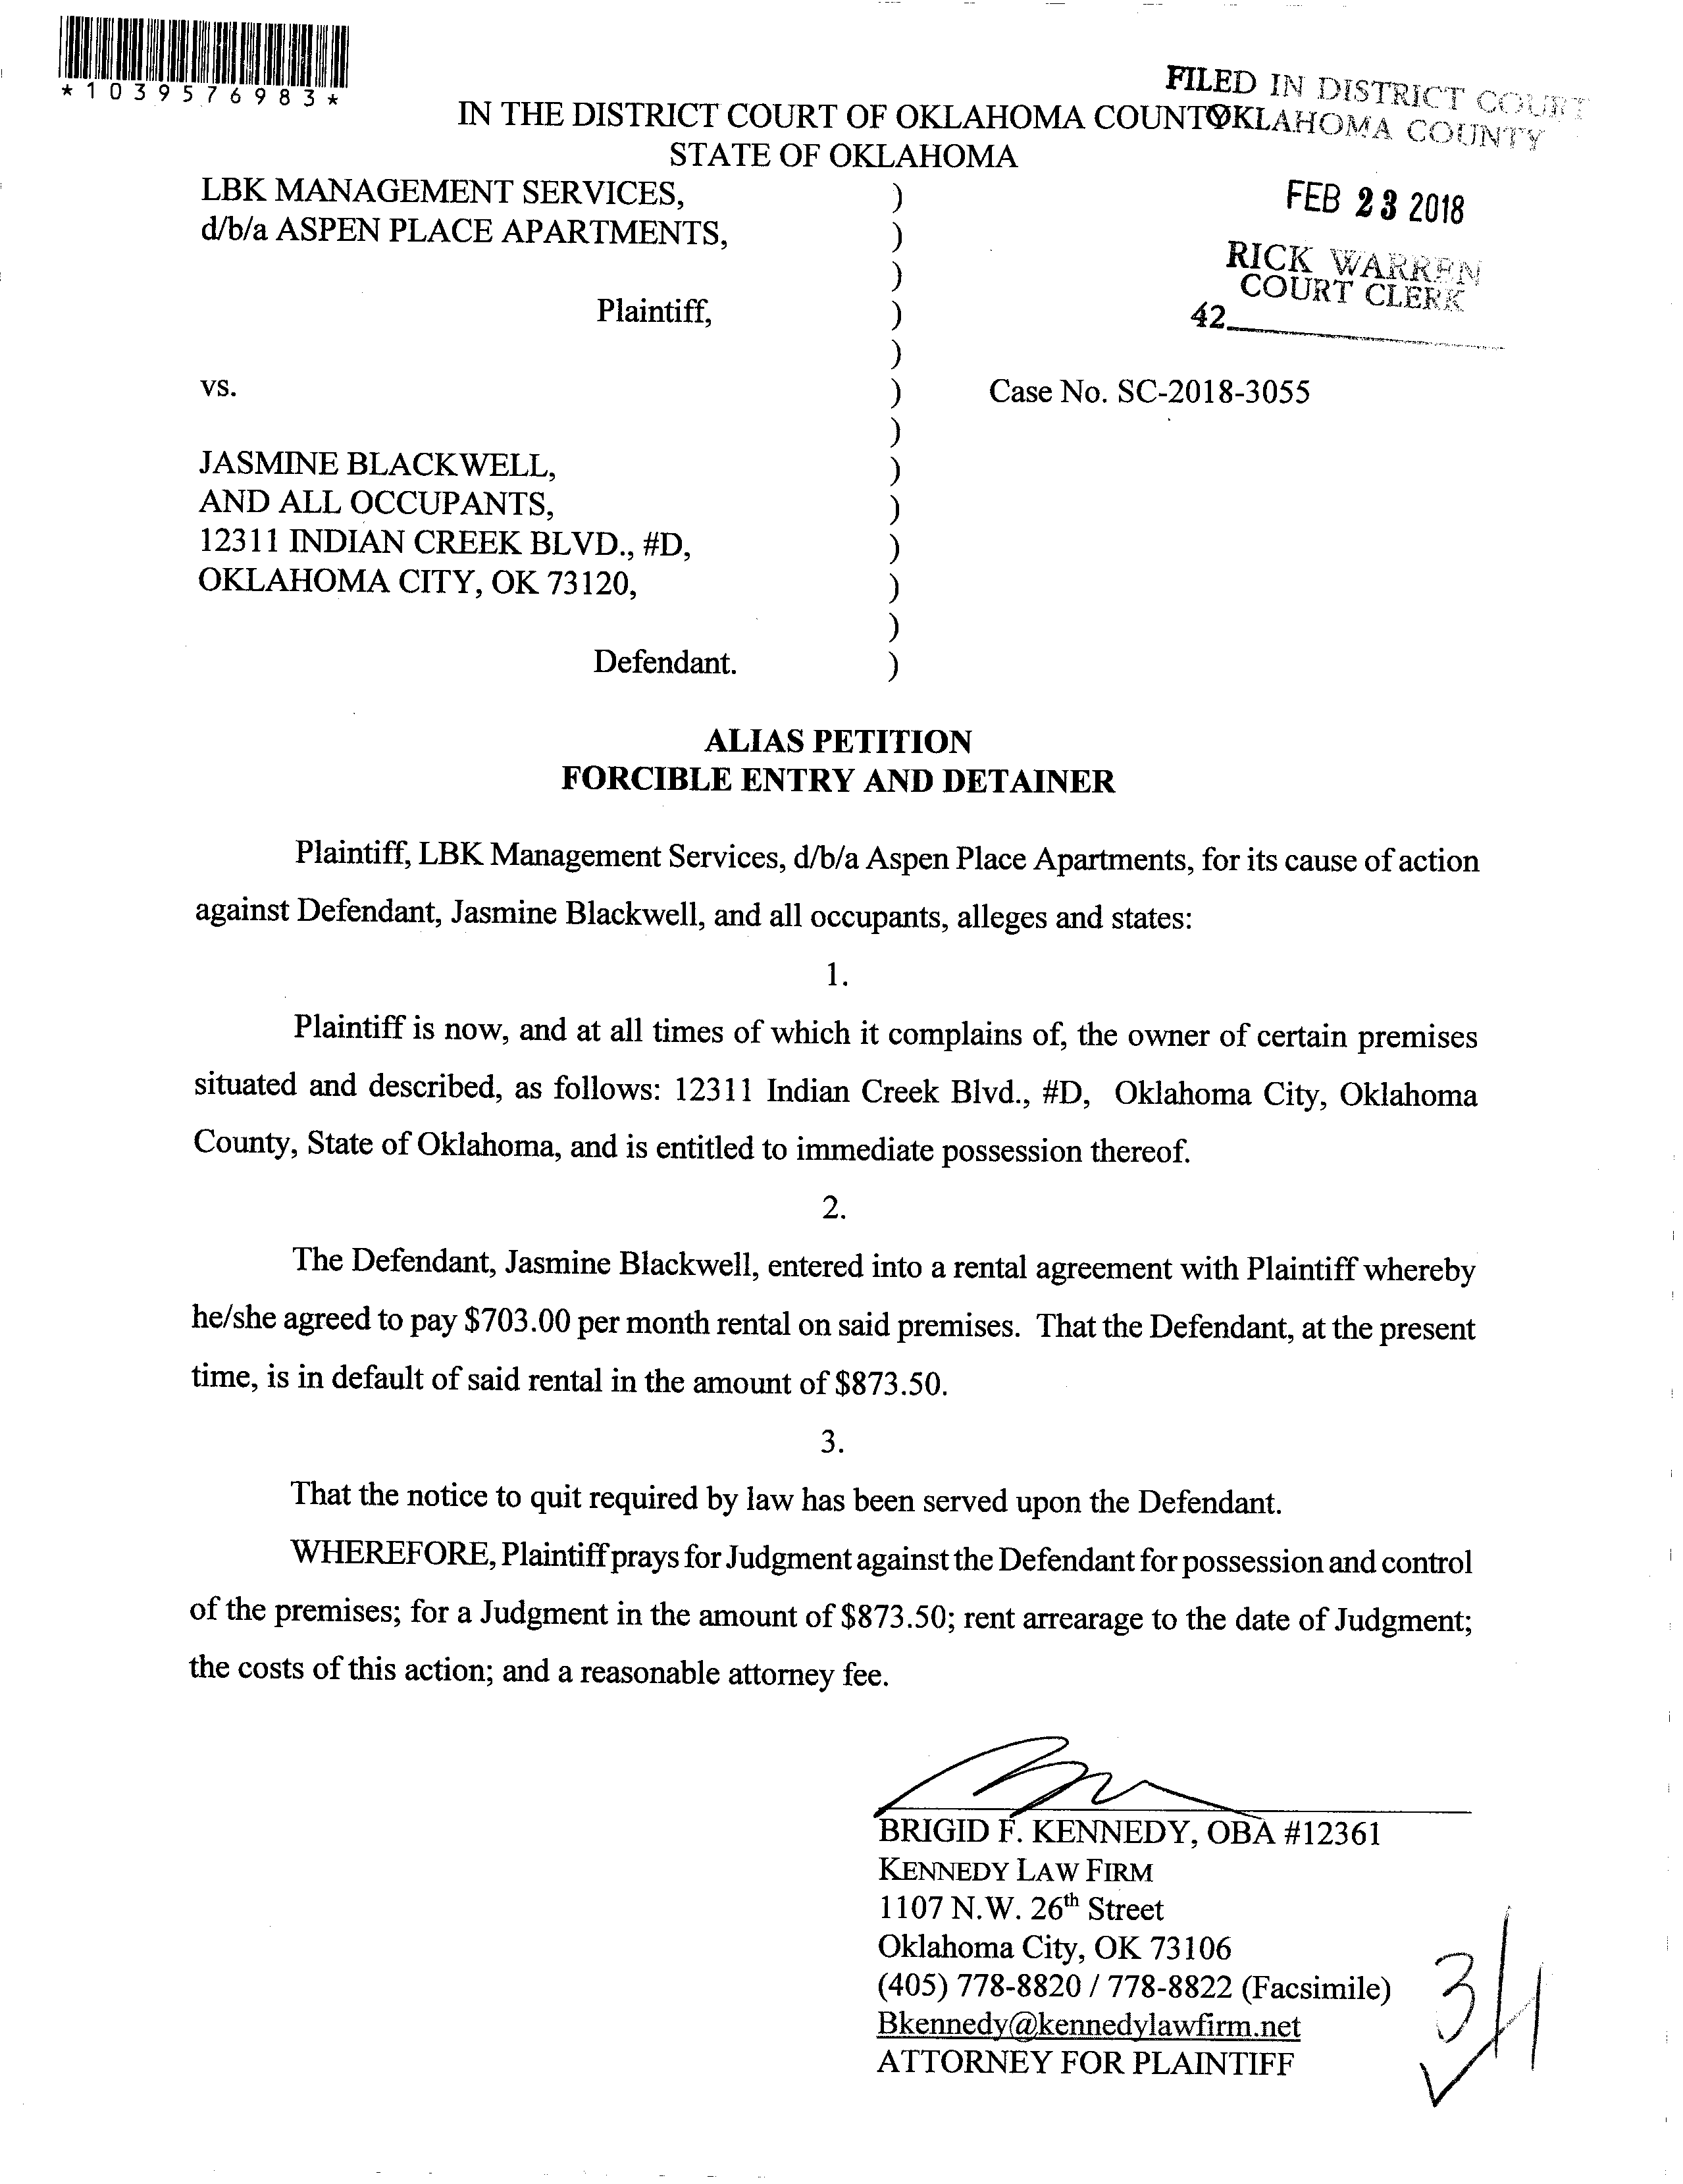 *1039576983*
FILED IN DISTRICT COURT
OKLAHOMA COUNTY
IN THE DISTRICT COURT OF OKLAHOMA COUNTY
STATE OF OKLAHOMA
FEB 23 2018
RICK WARREN
COURT CLERK
42
LBK MANAGEMENT SERVICES, )
d/b/a ASPEN PLACE APARTMENTS, )
)
Plaintiff, )
)
vs. ) Case No. SC-2018-3055
)
JASMINE BLACKWELL, )
AND ALL OCCUPANTS, )
12311 INDIAN CREEK BLVD., #D, )
OKLAHOMA CITY, OK 73120, )
)
Defendant. )
ALIAS PETITION
FORCIBLE ENTRY AND DETAINER
Plaintiff, LBK Management Services, d/b/a Aspen Place Apartments, for its cause of action
against Defendant, Jasmine Blackwell, and all occupants, alleges and states:
1.
Plaintiff is now, and at all times of which it complains of, the owner of certain premises
situated and described, as follows: 12311 Indian Creek Blvd., #D, Oklahoma City, Oklahoma
County, State of Oklahoma, and is entitled to immediate possession thereof.
2.
The Defendant, Jasmine Blackwell, entered into a rental agreement with Plaintiff whereby
he/she agreed to pay $703.00 per month rental on said premises. That the Defendant, at the present
time, is in default of said rental in the amount of $873.50.
3.
That the notice to quit required by law has been served upon the Defendant.
WHEREFORE, Plaintiff prays for Judgment against the Defendant for possession and control
of the premises; for a Judgment in the amount of $873.50; rent arrearage to the date of Judgment;
the costs of this action; and a reasonable attorney fee.
BRIGID F. KENNEDY, OBA #12361
KENNEDY LAW FIRM
1107 N.W. 26th Street
Oklahoma City, OK 73106
(405) 778-8820 / 778-8822 (Facsimile)
Bkennedy@kennedylawfirm.net
ATTORNEY FOR PLAINTIFF